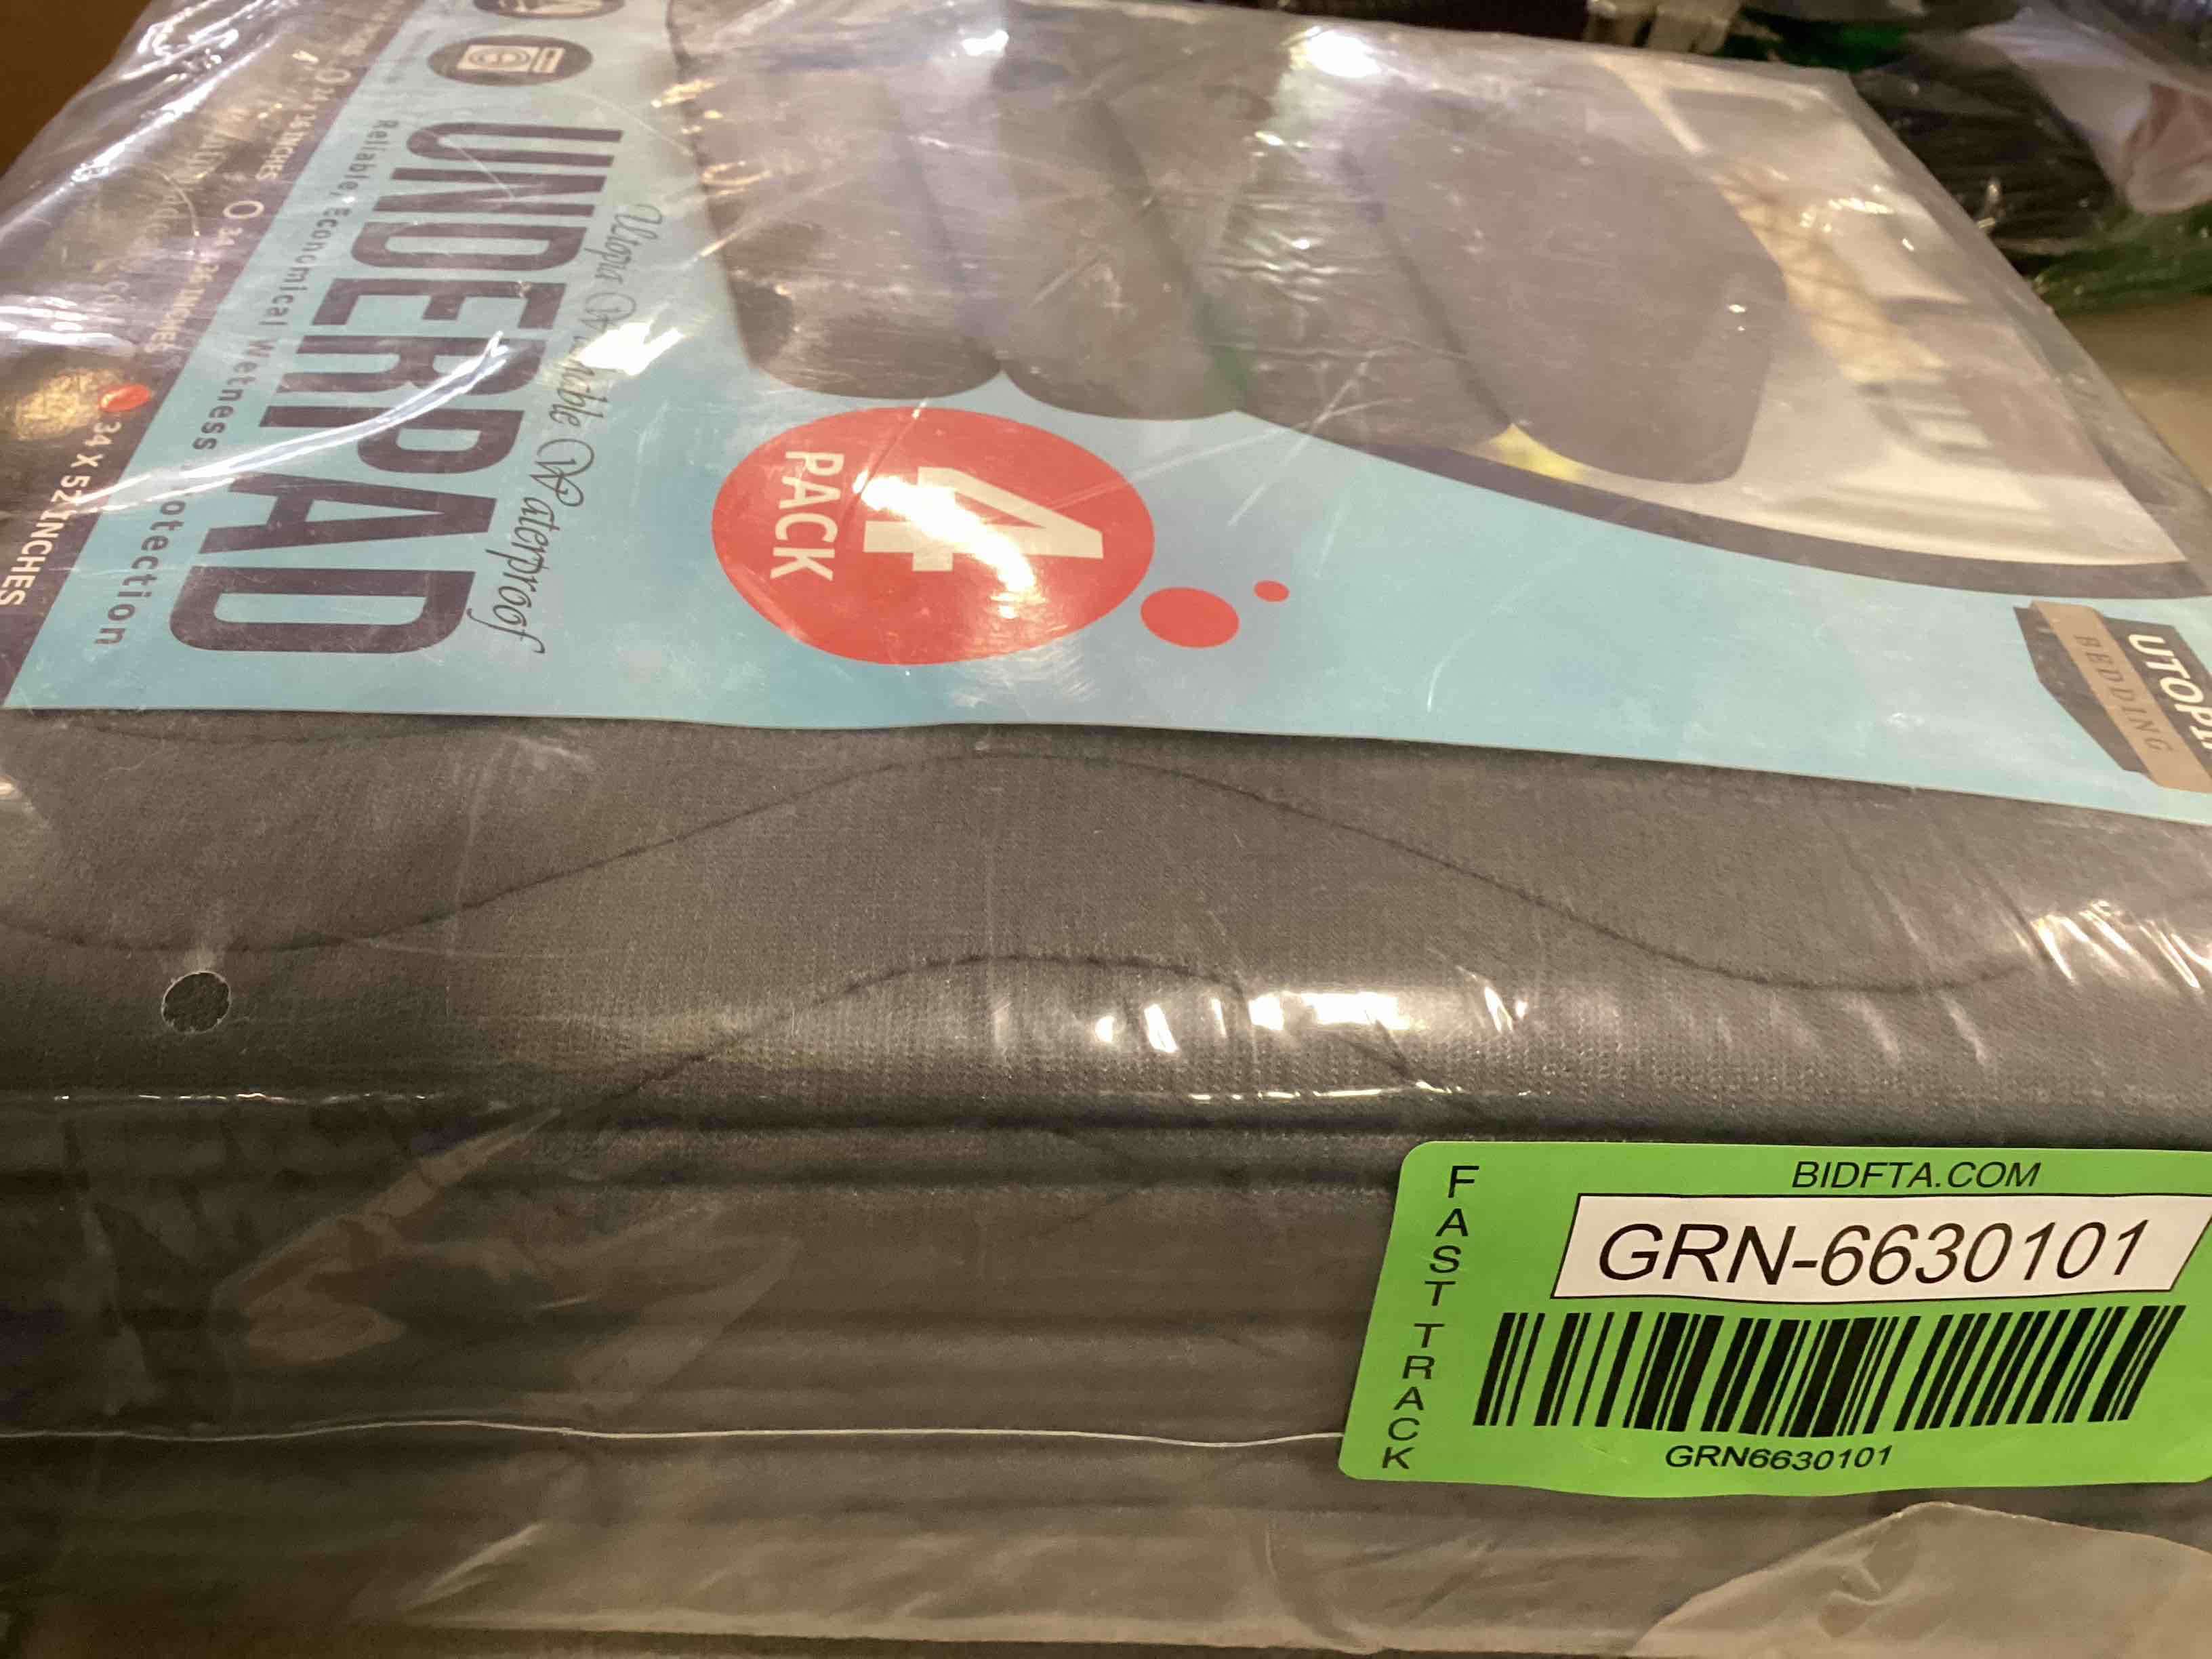 UTOPI
BEDDING
4
PACK
Utopia Washable Waterproof
UNDERPAD
Reliable, Economical Wetness Protection
34 X 52 INCHES
BIDFTA.COM
FAST TRACK
GRN-6630101
GRN6630101